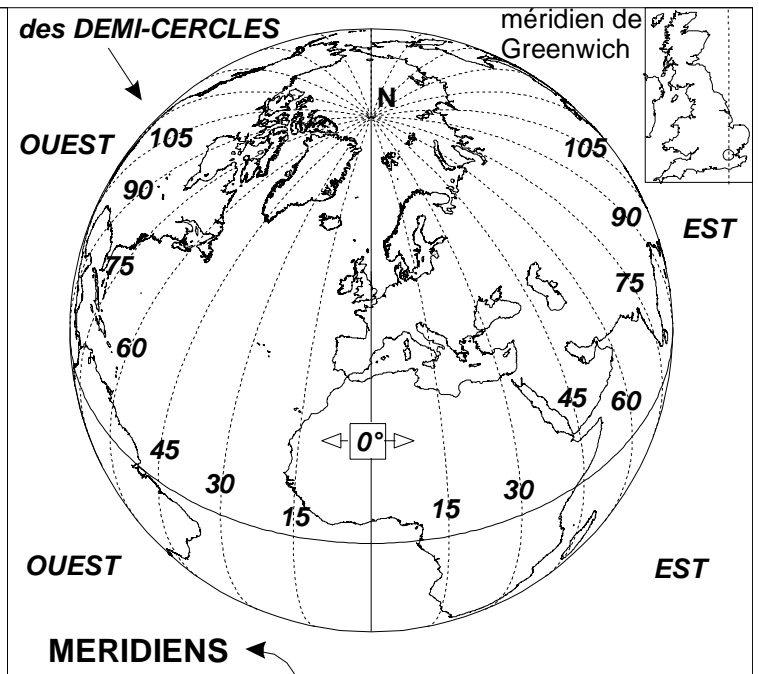 des DEMI-CERCLES
méridien de
Greenwich
N
OUEST
105
105
90
90
EST
75
75
60
45
60
0°
45
30
15
15
30
OUEST
EST
MERIDIENS